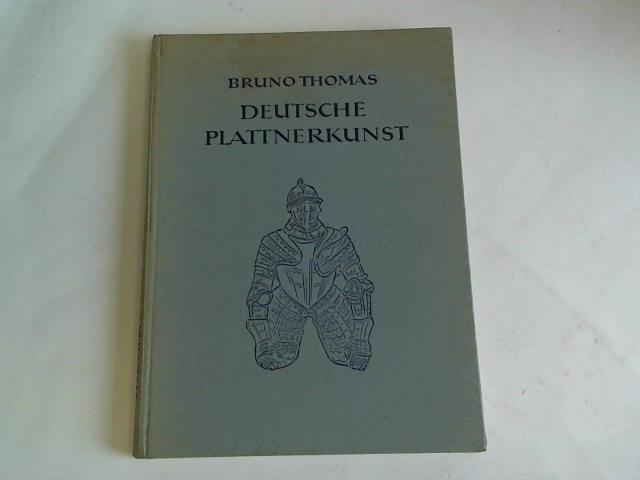 BRUNO THOMAS
DEUTSCHE
PLATTNERKUNST